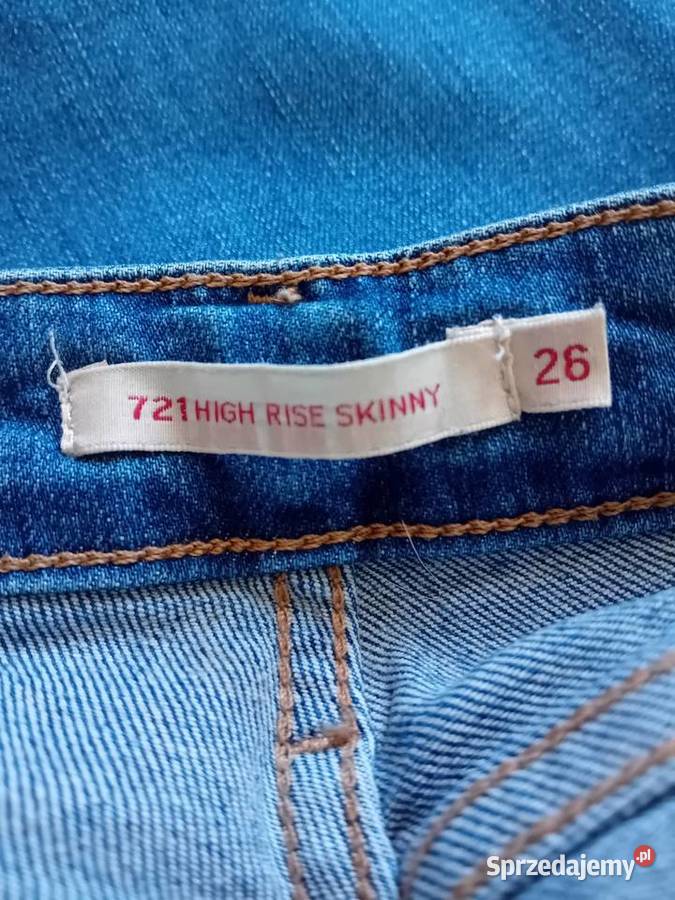 721 HIGH RISE SKINNY
26
Sprzedajemy.pl